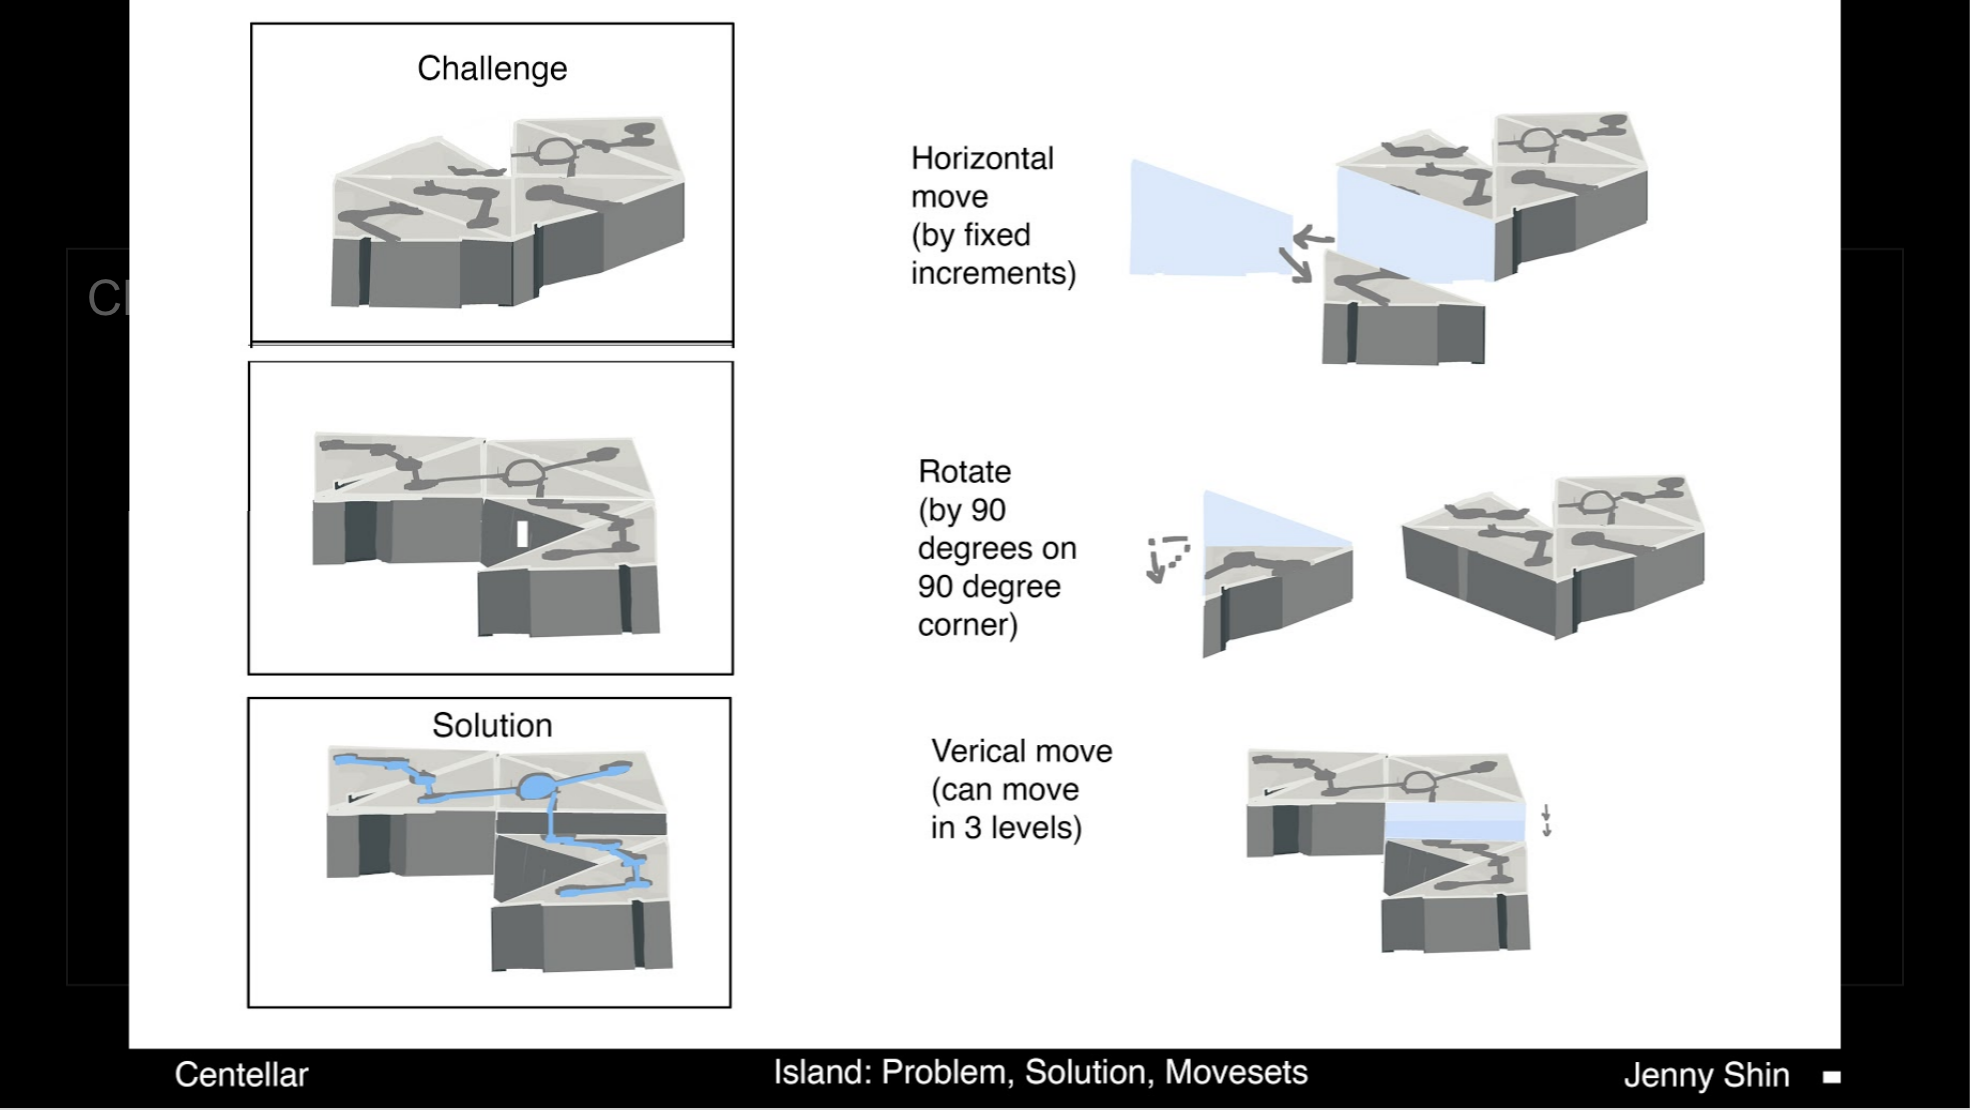 Challenge
Horizontal
move
(by fixed
increments)
Rotate
(by 90
degrees on
90 degree
corner)
Solution
Verical move
(can move
in 3 levels)
Centellar
Island: Problem, Solution, Movesets
Jenny Shin